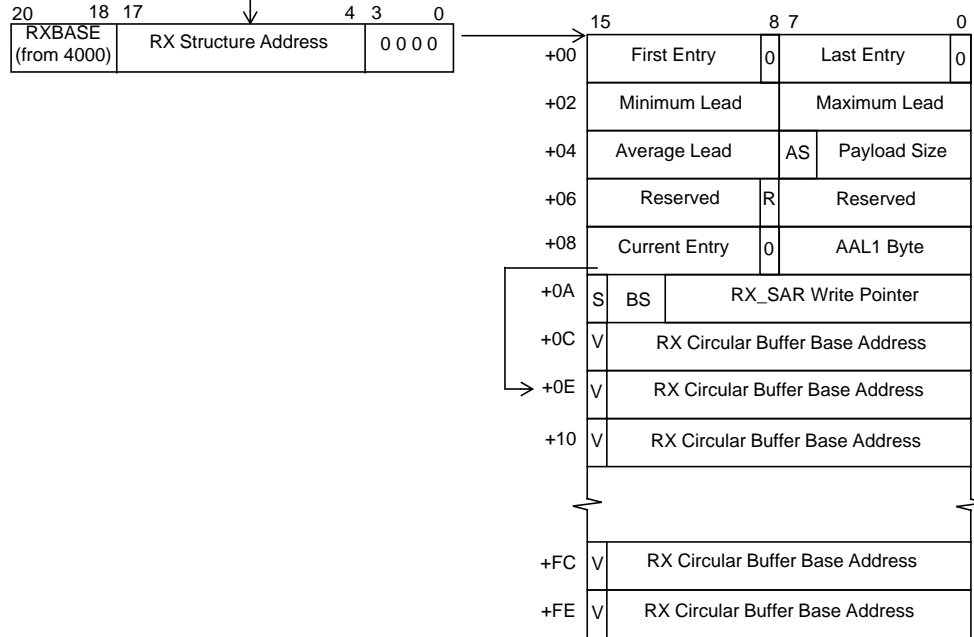 20 18 17 4 3 0
RXBASE
(from 4000)
RX Structure Address
0 0 0 0
15 8 7 0
+00 First Entry 0 Last Entry 0
+02 Minimum Lead Maximum Lead
+04 Average Lead AS Payload Size
+06 Reserved R Reserved
+08 Current Entry 0 AAL1 Byte
+0A S BS RX_SAR Write Pointer
+0C V RX Circular Buffer Base Address
+0E V RX Circular Buffer Base Address
+10 V RX Circular Buffer Base Address
+FC V RX Circular Buffer Base Address
+FE V RX Circular Buffer Base Address